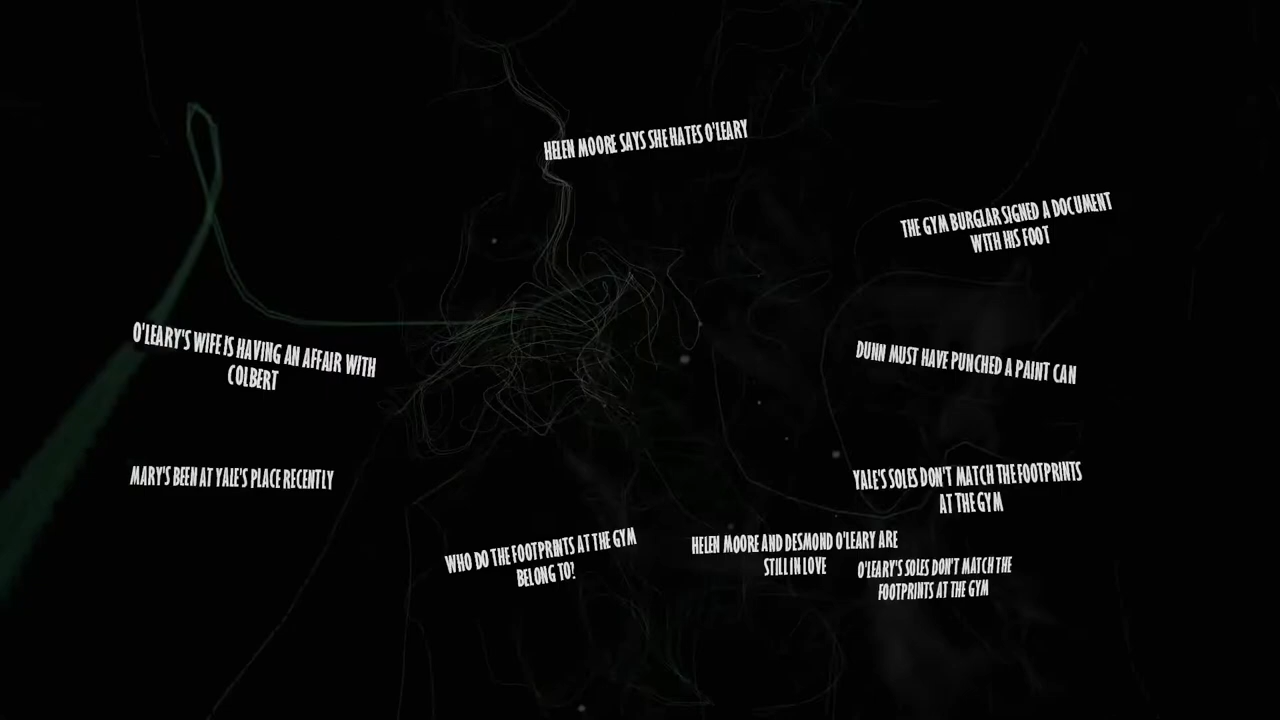 HELEN MOORE SAYS SHE HATES O'LEARY
THE GYM BURGLAR SIGNED A DOCUMENT
WITH HIS FOOT
O'LEARY'S WIFE IS HAVING AN AFFAIR WITH
COLBERT
DUNN MUST HAVE PUNCHED A PAINT CAN
MARY'S BEEN AT YALE'S PLACE RECENTLY
YALE'S SOLES DON'T MATCH THE FOOTPRINTS
AT THE GYM
WHO DO THE FOOTPRINTS AT THE GYM
BELONG TO?
HELEN MOORE AND DESMOND O'LEARY ARE
STILL IN LOVE
O'LEARY'S SOLES DON'T MATCH THE
FOOTPRINTS AT THE GYM